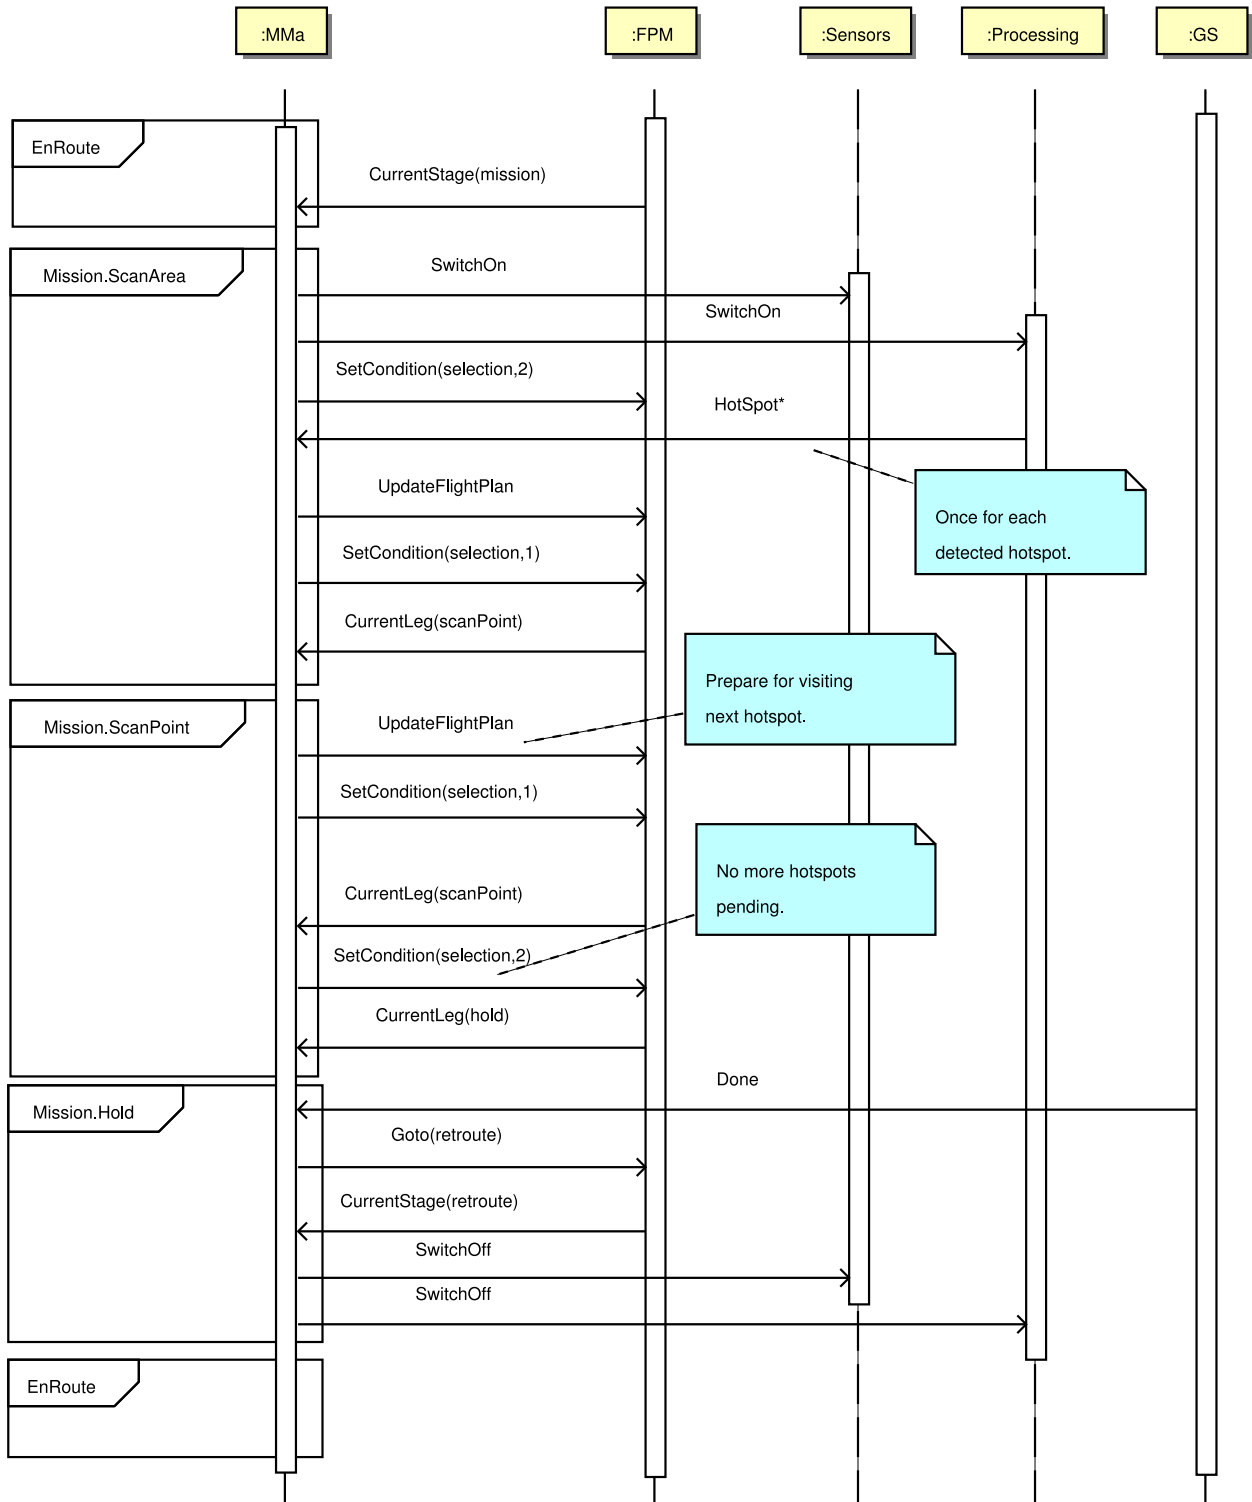 :MMa
:FPM
:Sensors
:Processing
:GS
EnRoute
CurrentStage(mission)
Mission.ScanArea
SwitchOn
SwitchOn
SetCondition(selection,2)
HotSpot*
UpdateFlightPlan
Once for each
detected hotspot.
SetCondition(selection,1)
CurrentLeg(scanPoint)
Prepare for visiting
next hotspot.
Mission.ScanPoint
UpdateFlightPlan
SetCondition(selection,1)
No more hotspots
pending.
CurrentLeg(scanPoint)
SetCondition(selection,2)
CurrentLeg(hold)
Done
Mission.Hold
Goto(retroute)
CurrentStage(retroute)
SwitchOff
SwitchOff
EnRoute